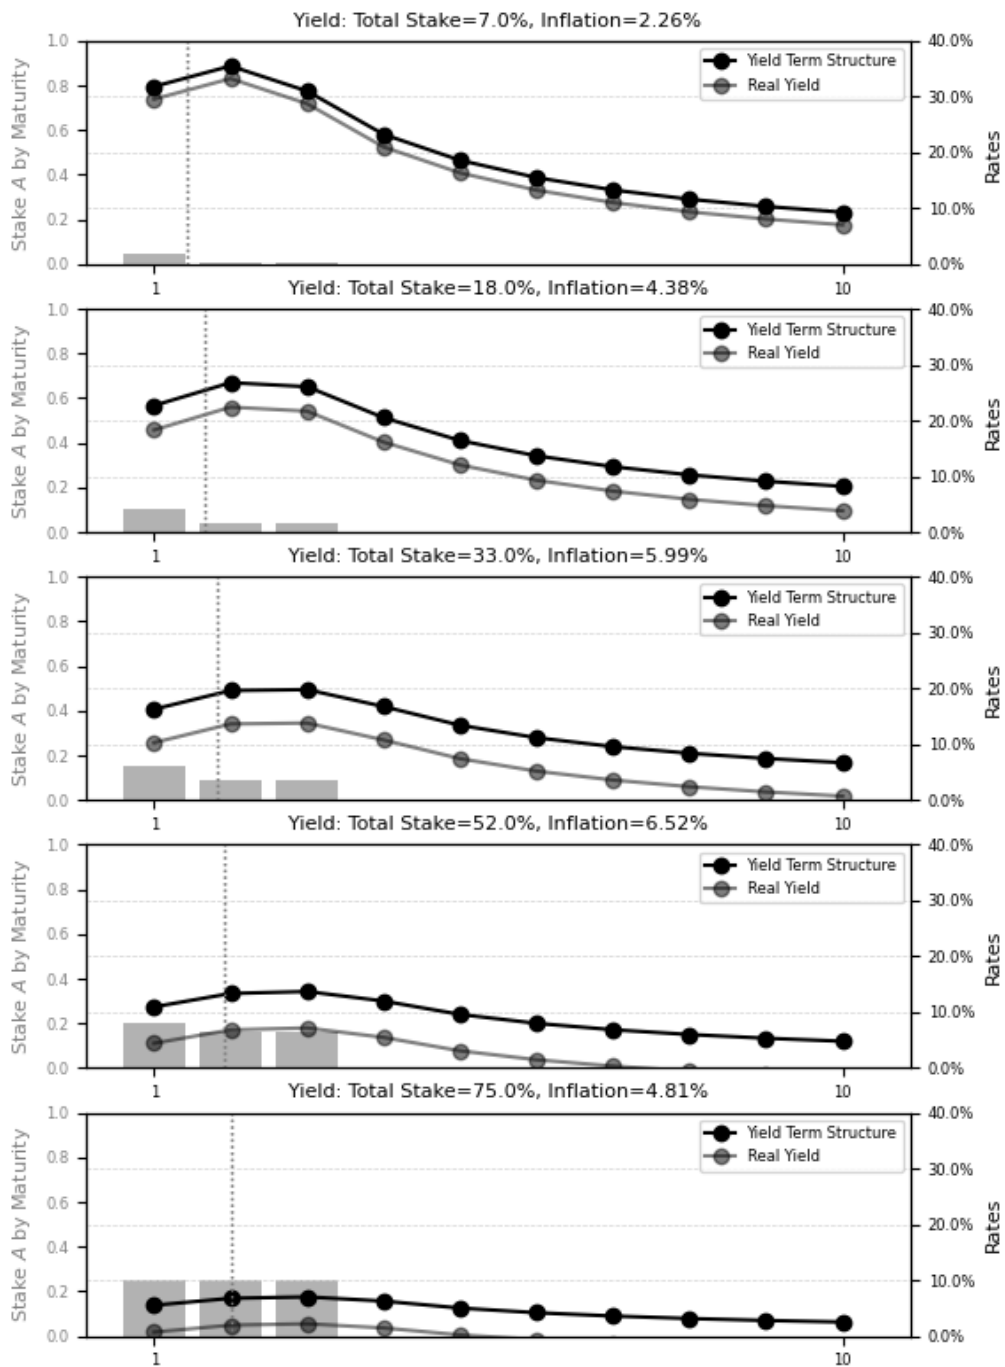 Yield: Total Stake=7.0%, Inflation=2.26%
Stake A by Maturity
1.0
0.8
0.6
0.4
0.2
0.0
Yield Term Structure
Real Yield
40.0%
30.0%
20.0%
10.0%
0.0%
Rates
1
10
Yield: Total Stake=18.0%, Inflation=4.38%
Stake A by Maturity
1.0
0.8
0.6
0.4
0.2
0.0
Yield Term Structure
Real Yield
40.0%
30.0%
20.0%
10.0%
0.0%
Rates
1
10
Yield: Total Stake=33.0%, Inflation=5.99%
Stake A by Maturity
1.0
0.8
0.6
0.4
0.2
0.0
Yield Term Structure
Real Yield
40.0%
30.0%
20.0%
10.0%
0.0%
Rates
1
10
Yield: Total Stake=52.0%, Inflation=6.52%
Stake A by Maturity
1.0
0.8
0.6
0.4
0.2
0.0
Yield Term Structure
Real Yield
40.0%
30.0%
20.0%
10.0%
0.0%
Rates
1
10
Yield: Total Stake=75.0%, Inflation=4.81%
Stake A by Maturity
1.0
0.8
0.6
0.4
0.2
0.0
Yield Term Structure
Real Yield
40.0%
30.0%
20.0%
10.0%
0.0%
Rates
1
10